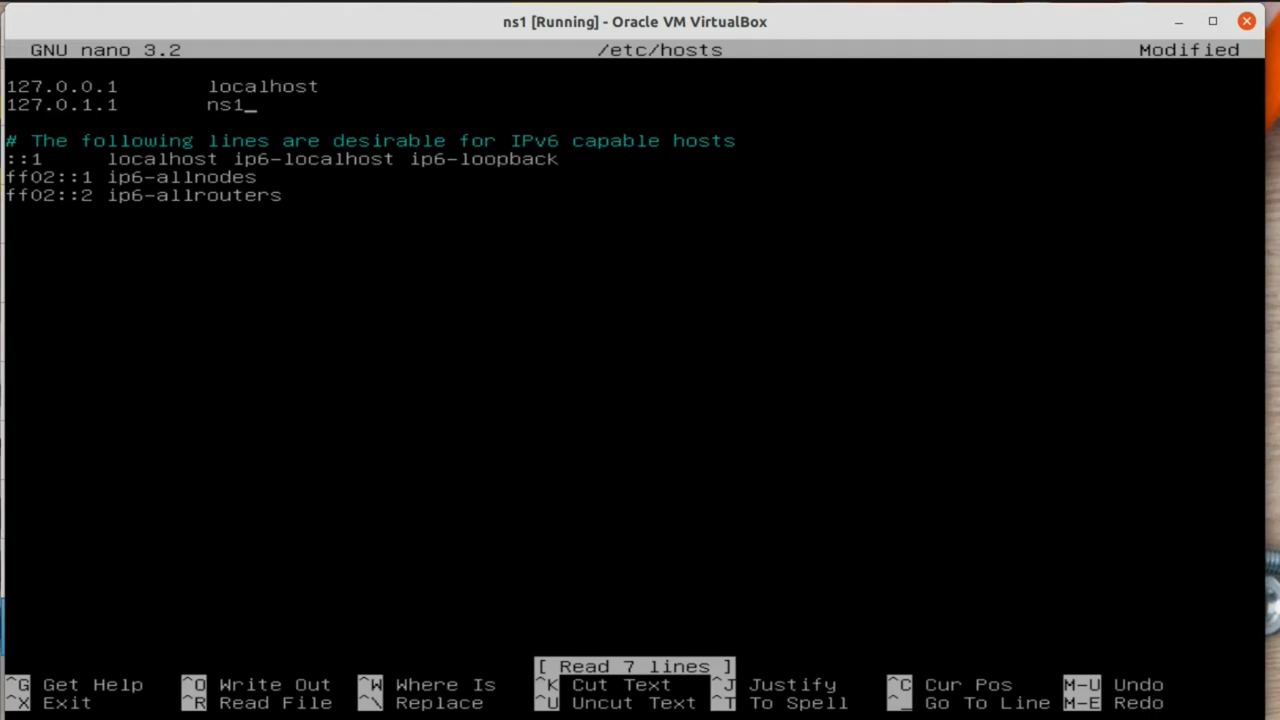 ns1 [Running] - Oracle VM VirtualBox
GNU nano 3.2 /etc/hosts Modified
127.0.0.1 localhost
127.0.1.1 ns1_
# The following lines are desirable for IPv6 capable hosts
::1 localhost ip6-localhost ip6-loopback
ff02::1 ip6-allnodes
ff02::2 ip6-allrouters
[ Read 7 lines ]
^G Get Help ^O Write Out ^W Where Is ^K Cut Text ^J Justify ^C Cur Pos M-U Undo
^X Exit ^R Read File ^\ Replace ^U Uncut Text ^T To Spell ^_ Go To Line M-E Redo